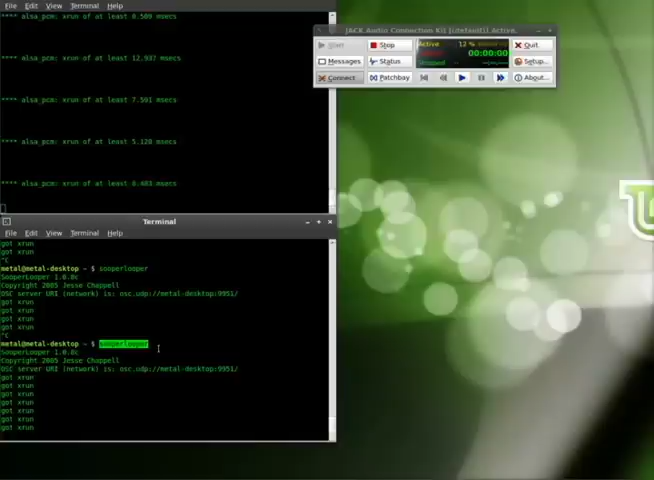 File Edit View Terminal Help
**** alsa_pcm: xrun of at least 8.509 msecs
**** alsa_pcm: xrun of at least 12.937 msecs
**** alsa_pcm: xrun of at least 7.591 msecs
**** alsa_pcm: xrun of at least 5.120 msecs
**** alsa_pcm: xrun of at least 8.483 msecs
JACK Audio Connection Kit [(default)] Active.
Start Stop Active 12 % Quit
Messages Status 00:00:00 Setup...
Connect Patchbay Stopped --:-- About...
Terminal
File Edit View Terminal Help
got xrun
got xrun
^C
metal@metal-desktop ~ $ sooperlooper
SooperLooper 1.0.8c
Copyright 2005 Jesse Chappell
OSC server URI (network) is: osc.udp://metal-desktop:9951/
got xrun
got xrun
got xrun
got xrun
^C
metal@metal-desktop ~ $ sooperlooper
SooperLooper 1.0.8c
Copyright 2005 Jesse Chappell
OSC server URI (network) is: osc.udp://metal-desktop:9951/
got xrun
got xrun
got xrun
got xrun
got xrun
got xrun
got xrun